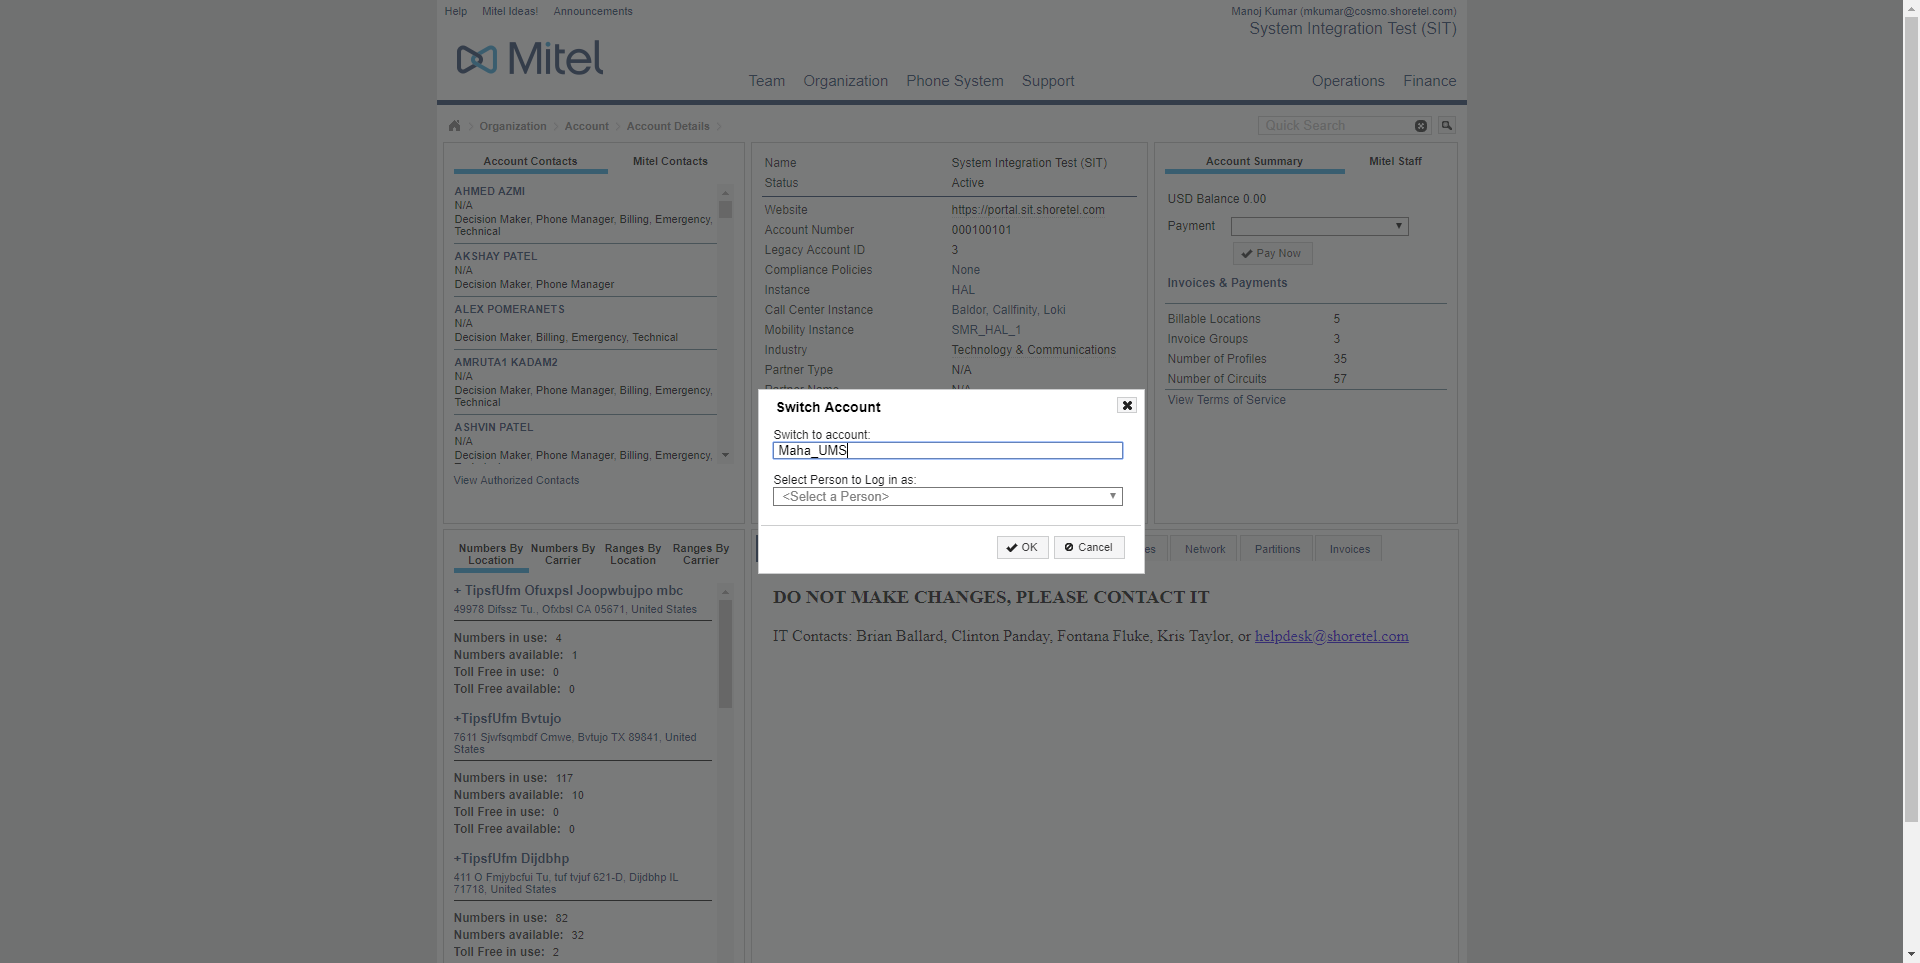 Help Mitel Ideas! Announcements
Manoj Kumar (mkumar@cosmo.shoretel.com)
System Integration Test (SIT)
Mitel
Team Organization Phone System Support Operations Finance
Organization Account Account Details
Quick Search
Account Contacts Mitel Contacts
AHMED AZMI
N/A
Decision Maker, Phone Manager, Billing, Emergency,
Technical
AKSHAY PATEL
N/A
Decision Maker, Phone Manager
ALEX POMERANETS
N/A
Decision Maker, Billing, Emergency, Technical
AMRUTA1 KADAM2
N/A
Decision Maker, Phone Manager, Billing, Emergency,
Technical
ASHVIN PATEL
N/A
Decision Maker, Phone Manager, Billing, Emergency,
View Authorized Contacts
Name System Integration Test (SIT)
Status Active
Website https://portal.sit.shoretel.com
Account Number 000100101
Legacy Account ID 3
Compliance Policies None
Instance HAL
Call Center Instance Baldor, Callfinity, Loki
Mobility Instance SMR_HAL_1
Industry Technology & Communications
Partner Type N/A
Partner Name N/A
Account Summary Mitel Staff
USD Balance 0.00
Payment
Pay Now
Invoices & Payments
Billable Locations 5
Invoice Groups 3
Number of Profiles 35
Number of Circuits 57
View Terms of Service
Switch Account
Switch to account:
Maha_UMS
Select Person to Log in as:
<Select a Person>
OK Cancel
Numbers By Location Numbers By Carrier Ranges By Location Ranges By Carrier
+ TipsfUfm Ofuxpsl Joopwbujpo mbc
49978 Difssz Tu., Ofxbsl CA 05671, United States
Numbers in use: 4
Numbers available: 1
Toll Free in use: 0
Toll Free available: 0
+TipsfUfm Bvtujo
7611 Sjwfsqmbdf Cmwe, Bvtujo TX 89841, United
States
Numbers in use: 117
Numbers available: 10
Toll Free in use: 0
Toll Free available: 0
+TipsfUfm Dijdbhp
411 O Fmjybcfui Tu, tuf tvjuf 621-D, Dijdbhp IL
71718, United States
Numbers in use: 82
Numbers available: 32
Toll Free in use: 2
es Network Partitions Invoices
DO NOT MAKE CHANGES, PLEASE CONTACT IT
IT Contacts: Brian Ballard, Clinton Panday, Fontana Fluke, Kris Taylor, or helpdesk@shoretel.com